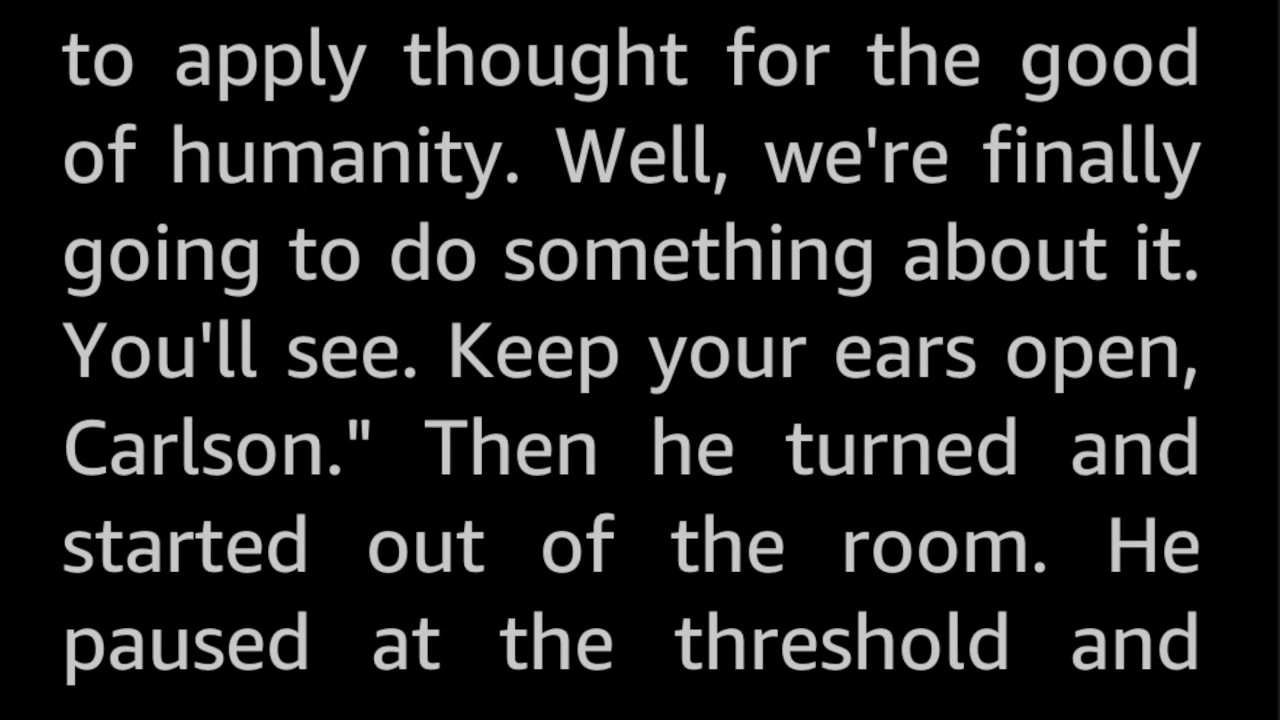 to apply thought for the good
of humanity. Well, we're finally
going to do something about it.
You'll see. Keep your ears open,
Carlson." Then he turned and
started out of the room. He
paused at the threshold and